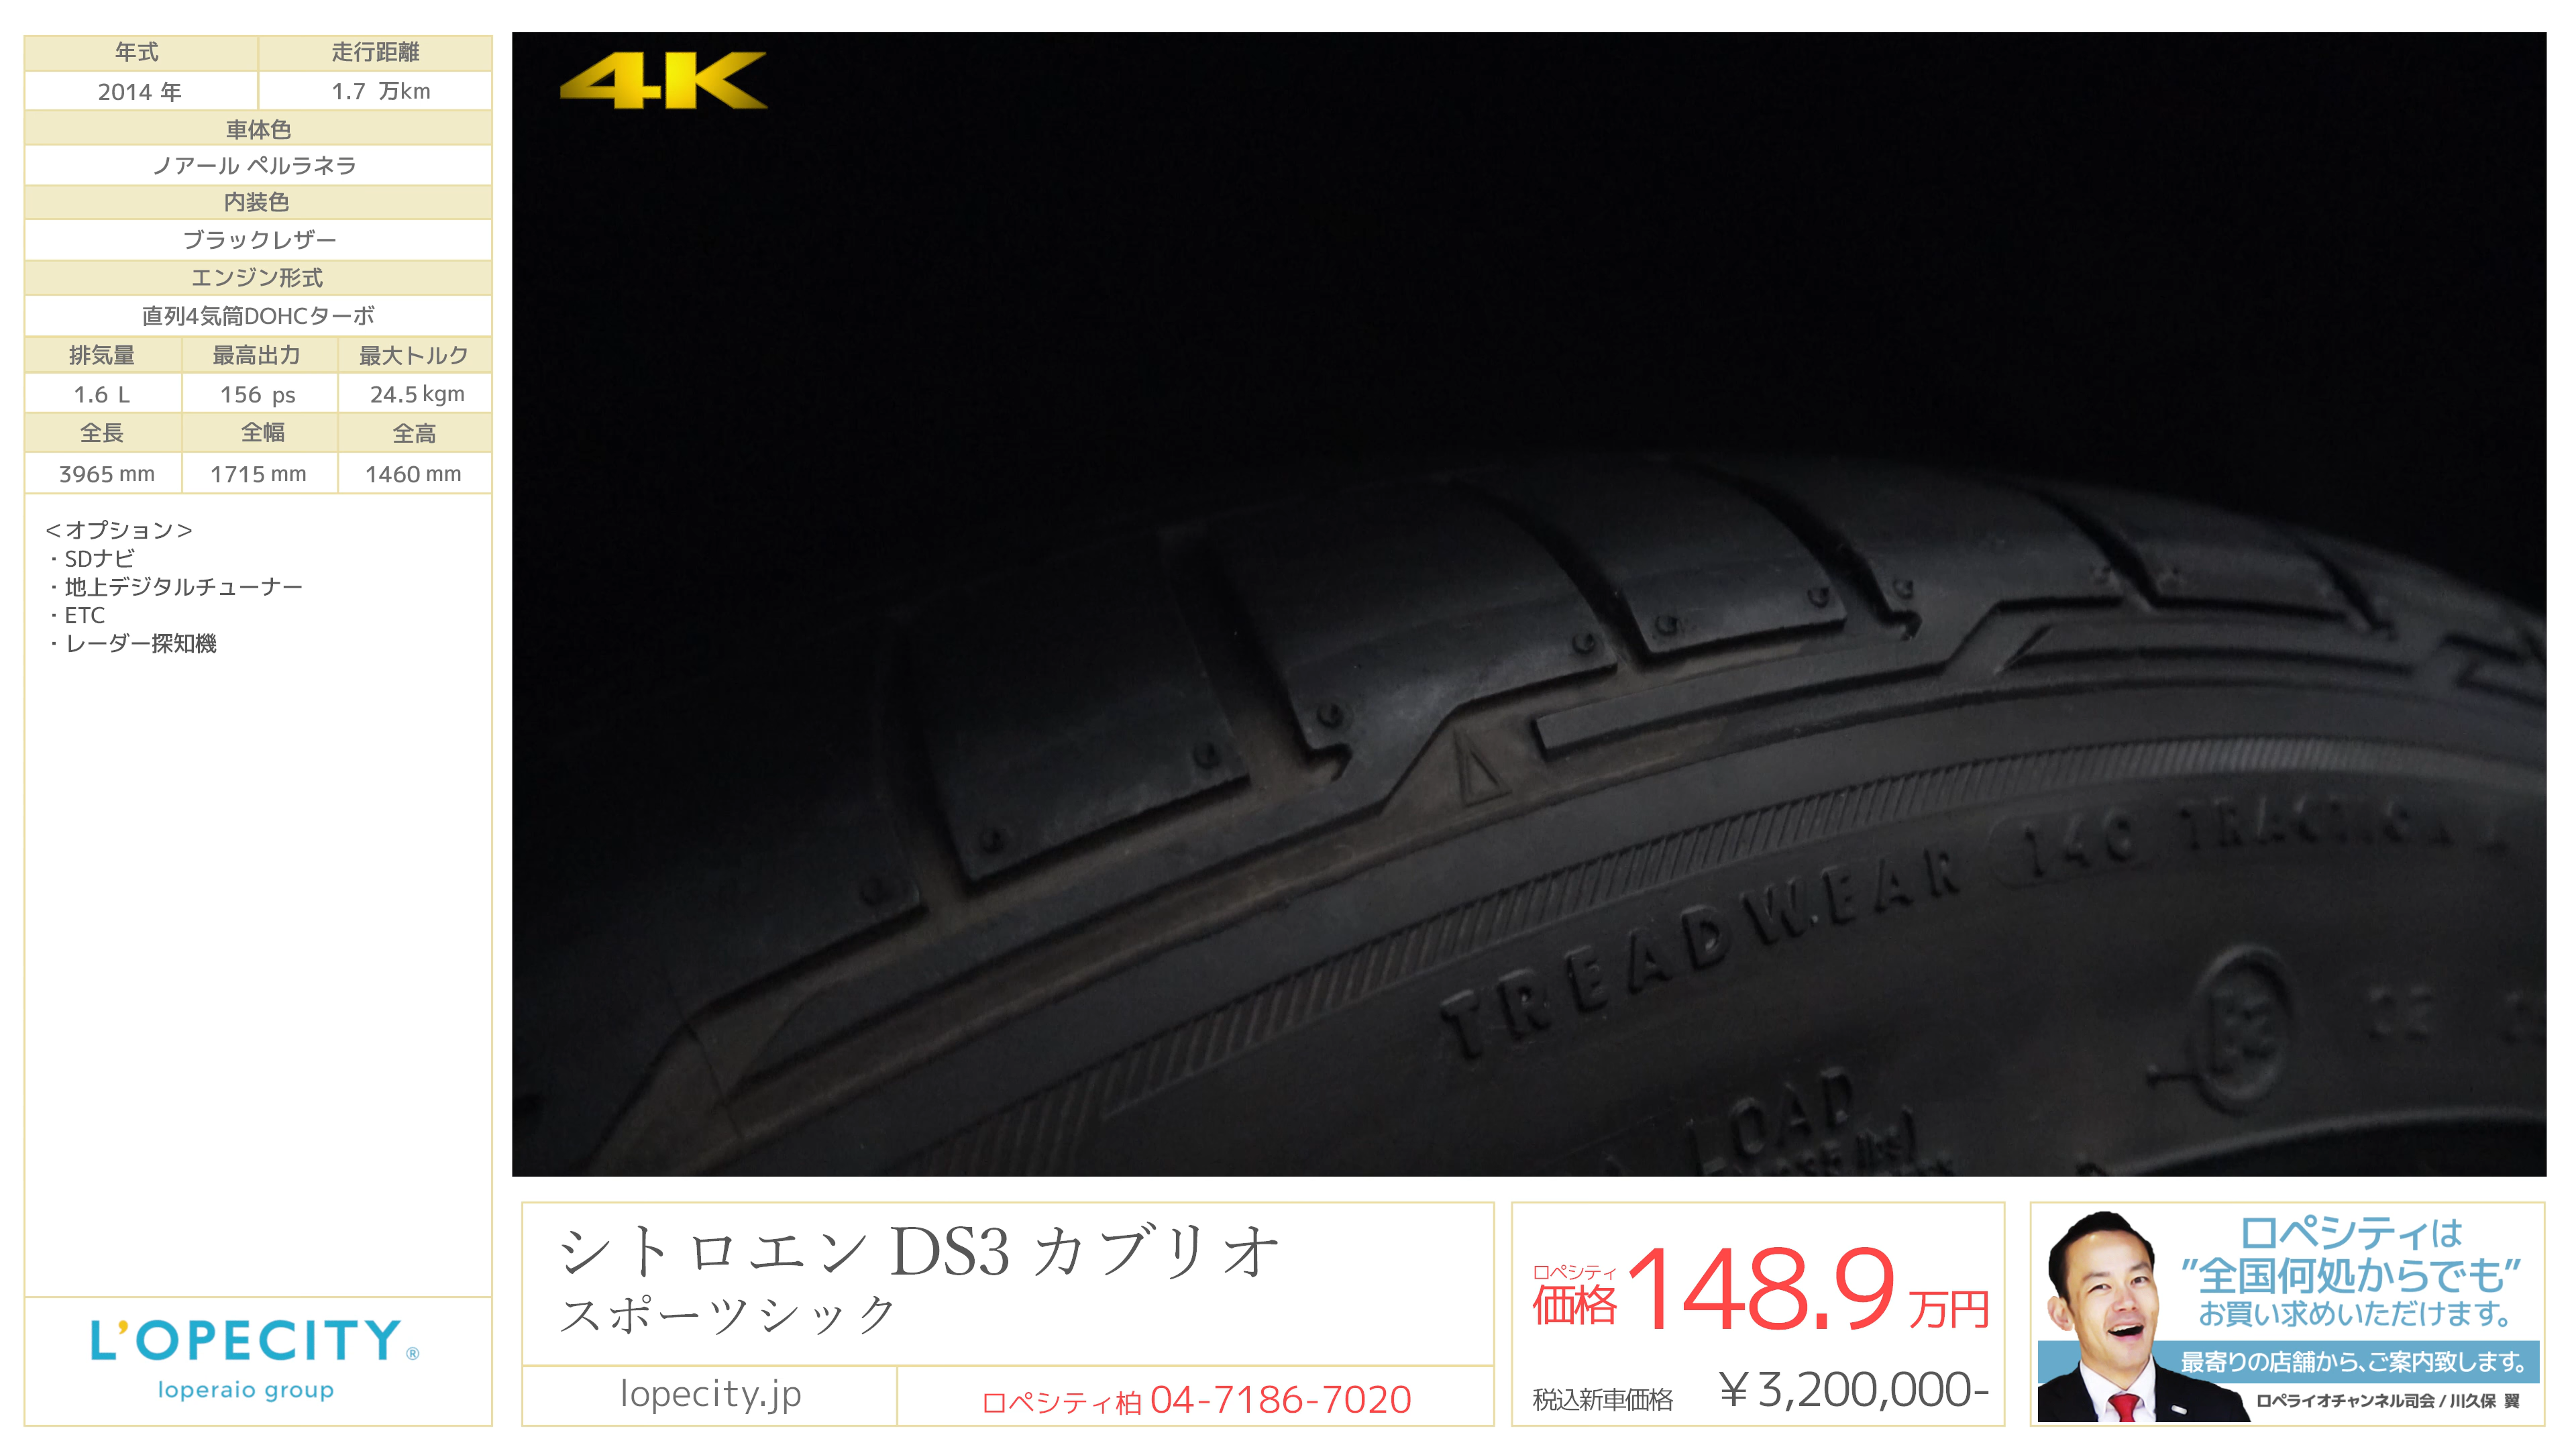 年式 走行距離
2014 年 1.7 万km
車体色
ノアール ペルラネラ
内装色
ブラックレザー
エンジン形式
直列4気筒DOHCターボ
排気量 最高出力 最大トルク
1.6 L 156 ps 24.5 kgm
全長 全幅 全高
3965 mm 1715 mm 1460 mm
＜オプション＞
・SDナビ
・地上デジタルチューナー
・ETC
・レーダー探知機
L'OPECITY®
loperaio group
4K
TREADWEAR 140 TRACTION
LOAD
シトロエン DS3 カブリオ
スポーツシック
lopecity.jp
ロペシティ柏 04-7186-7020
ロペシティ
価格 148.9 万円
税込新車価格 ￥3,200,000-
ロペシティは
”全国何処からでも”
お買い求めいただけます。
最寄りの店舗から、ご案内致します。
ロペライオチャンネル司会 / 川久保 翼